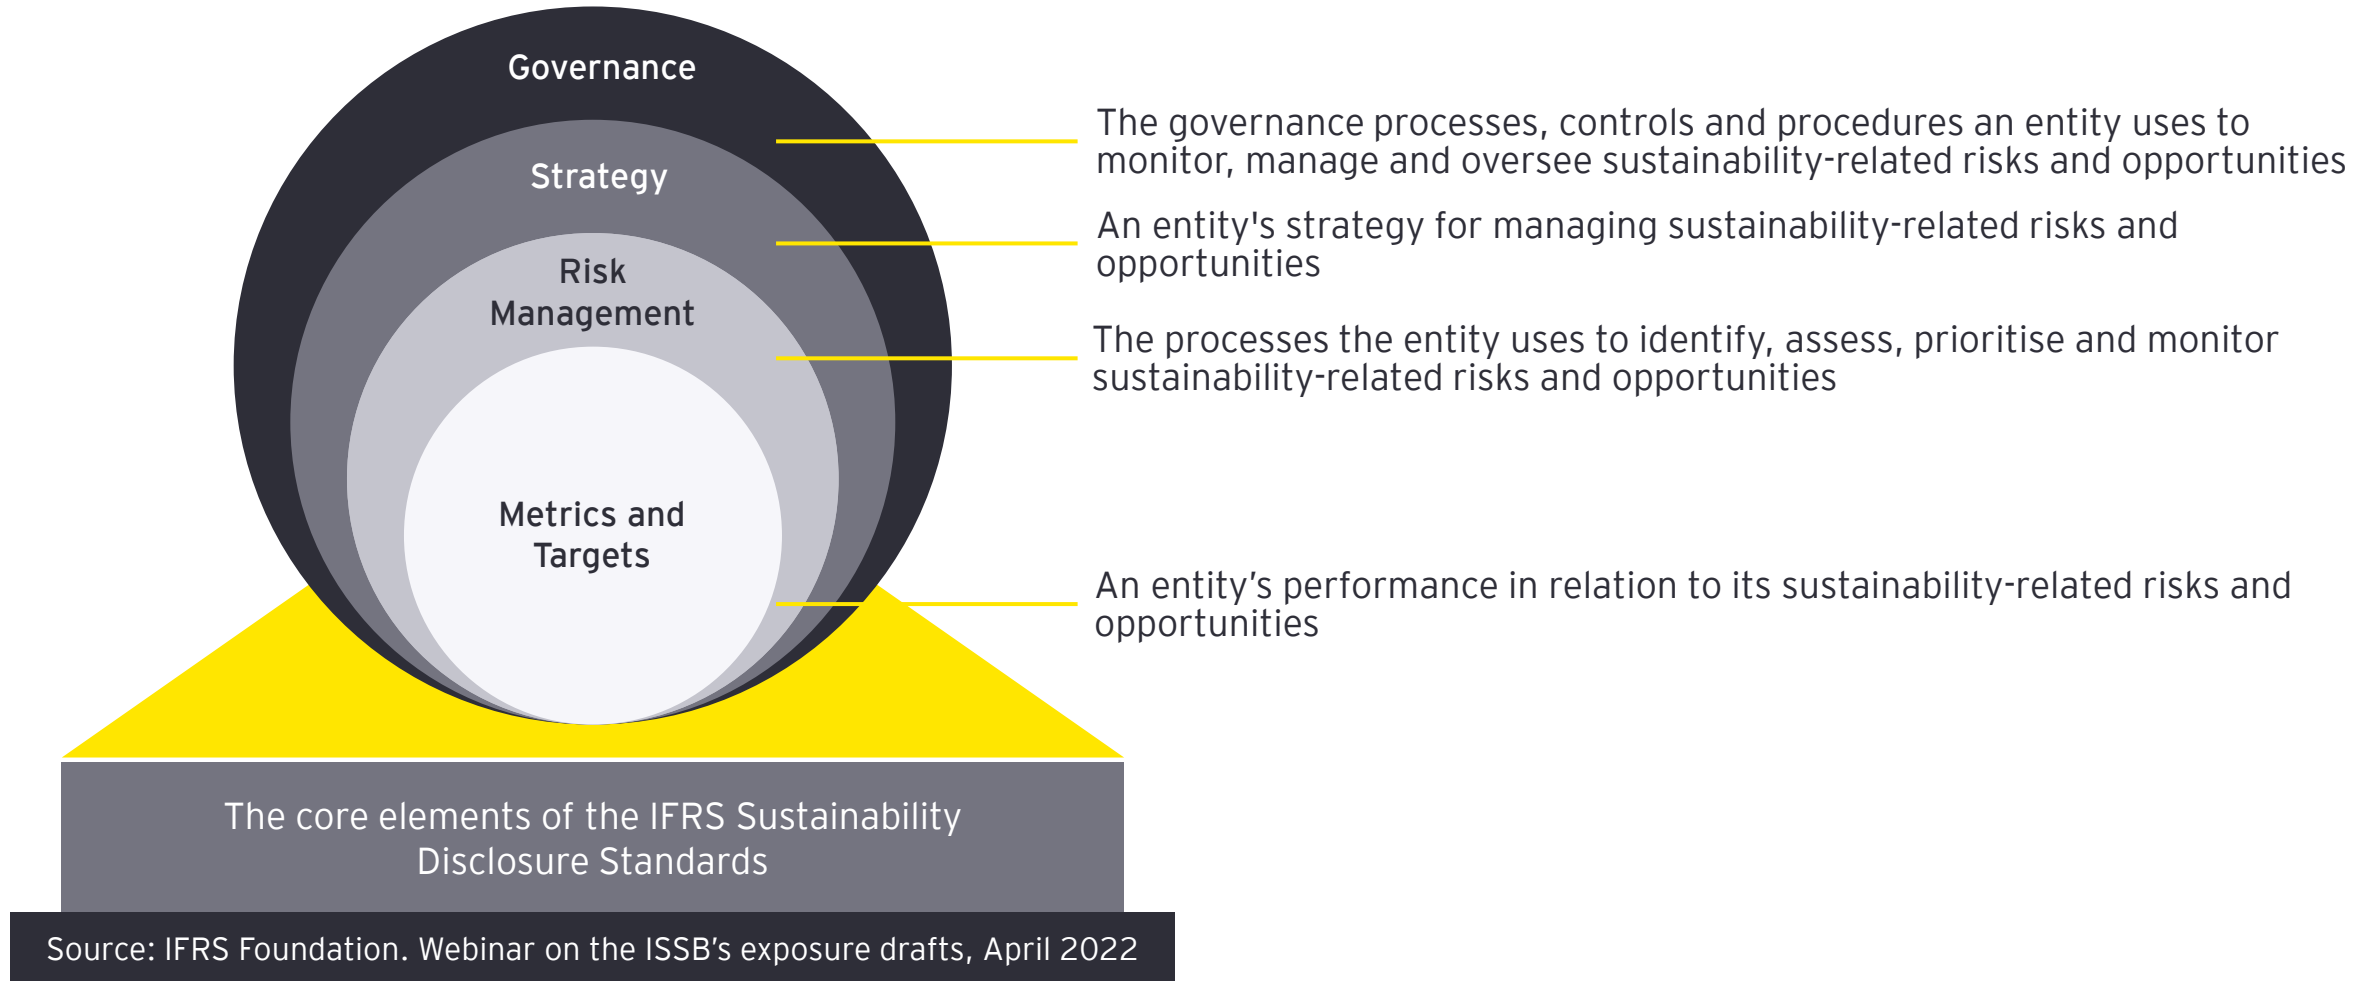 Governance
The governance processes, controls and procedures an entity uses to
monitor, manage and oversee sustainability-related risks and opportunities
Strategy
An entity's strategy for managing sustainability-related risks and
opportunities
Risk
Management
The processes the entity uses to identify, assess, prioritise and monitor
sustainability-related risks and opportunities
Metrics and
Targets
An entity’s performance in relation to its sustainability-related risks and
opportunities
The core elements of the IFRS Sustainability
Disclosure Standards
Source: IFRS Foundation. Webinar on the ISSB’s exposure drafts, April 2022